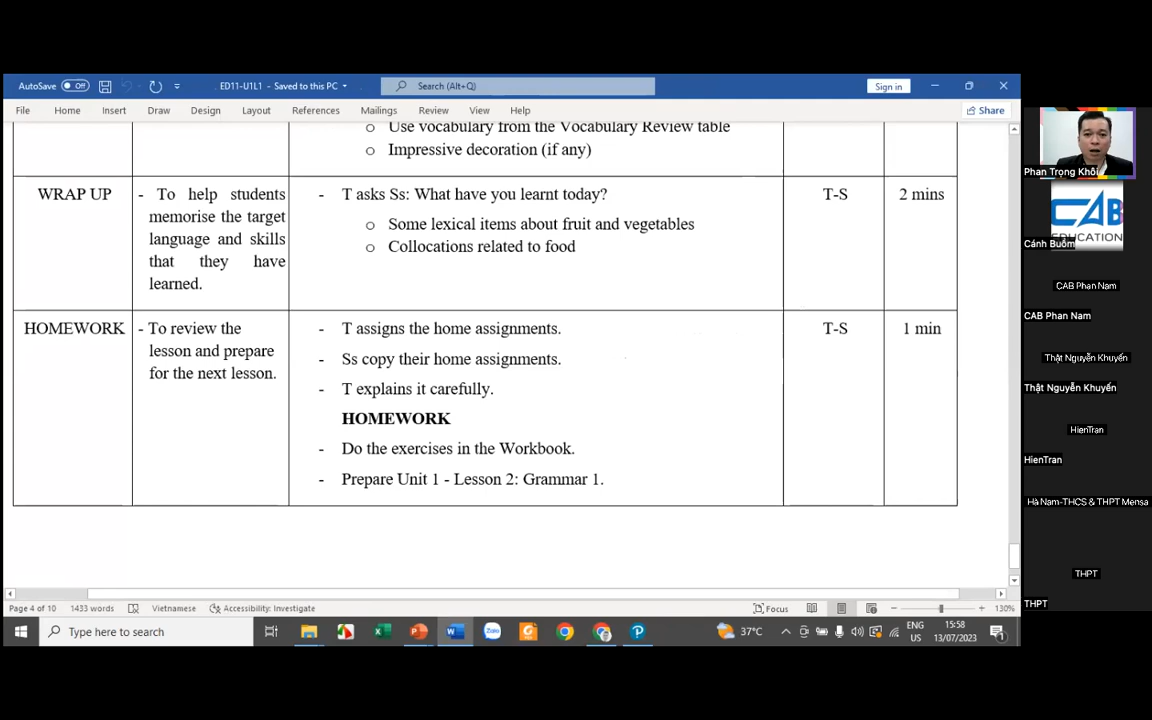 AutoSave Off ED11-U1L1 - Saved to this PC Search (Alt+Q) Sign in
File Home Insert Draw Design Layout References Mailings Review View Help Share
o Use vocabulary from the Vocabulary Review table
o Impressive decoration (if any)
WRAP UP
- To help students
memorise the target
language and skills
that they have
learned.
- T asks Ss: What have you learnt today?
o Some lexical items about fruit and vegetables
o Collocations related to food
T-S
2 mins
HOMEWORK
- To review the
lesson and prepare
for the next lesson.
- T assigns the home assignments.
- Ss copy their home assignments.
- T explains it carefully.
HOMEWORK
- Do the exercises in the Workbook.
- Prepare Unit 1 - Lesson 2: Grammar 1.
T-S
1 min
Page 4 of 10 1433 words Vietnamese Accessibility: Investigate Focus 130%
Type here to search
Zalo
37°C
ENG
US
15:58
13/07/2023
1
Phan Trọng Khôi
CAB
EDUCATION
Cánh Buồm
CAB Phan Nam
CAB Phan Nam
Thật Nguyễn Khuyến
Thật Nguyễn Khuyến
HienTran
HienTran
Hà Nam-THCS & THPT Mensa
THPT
THPT